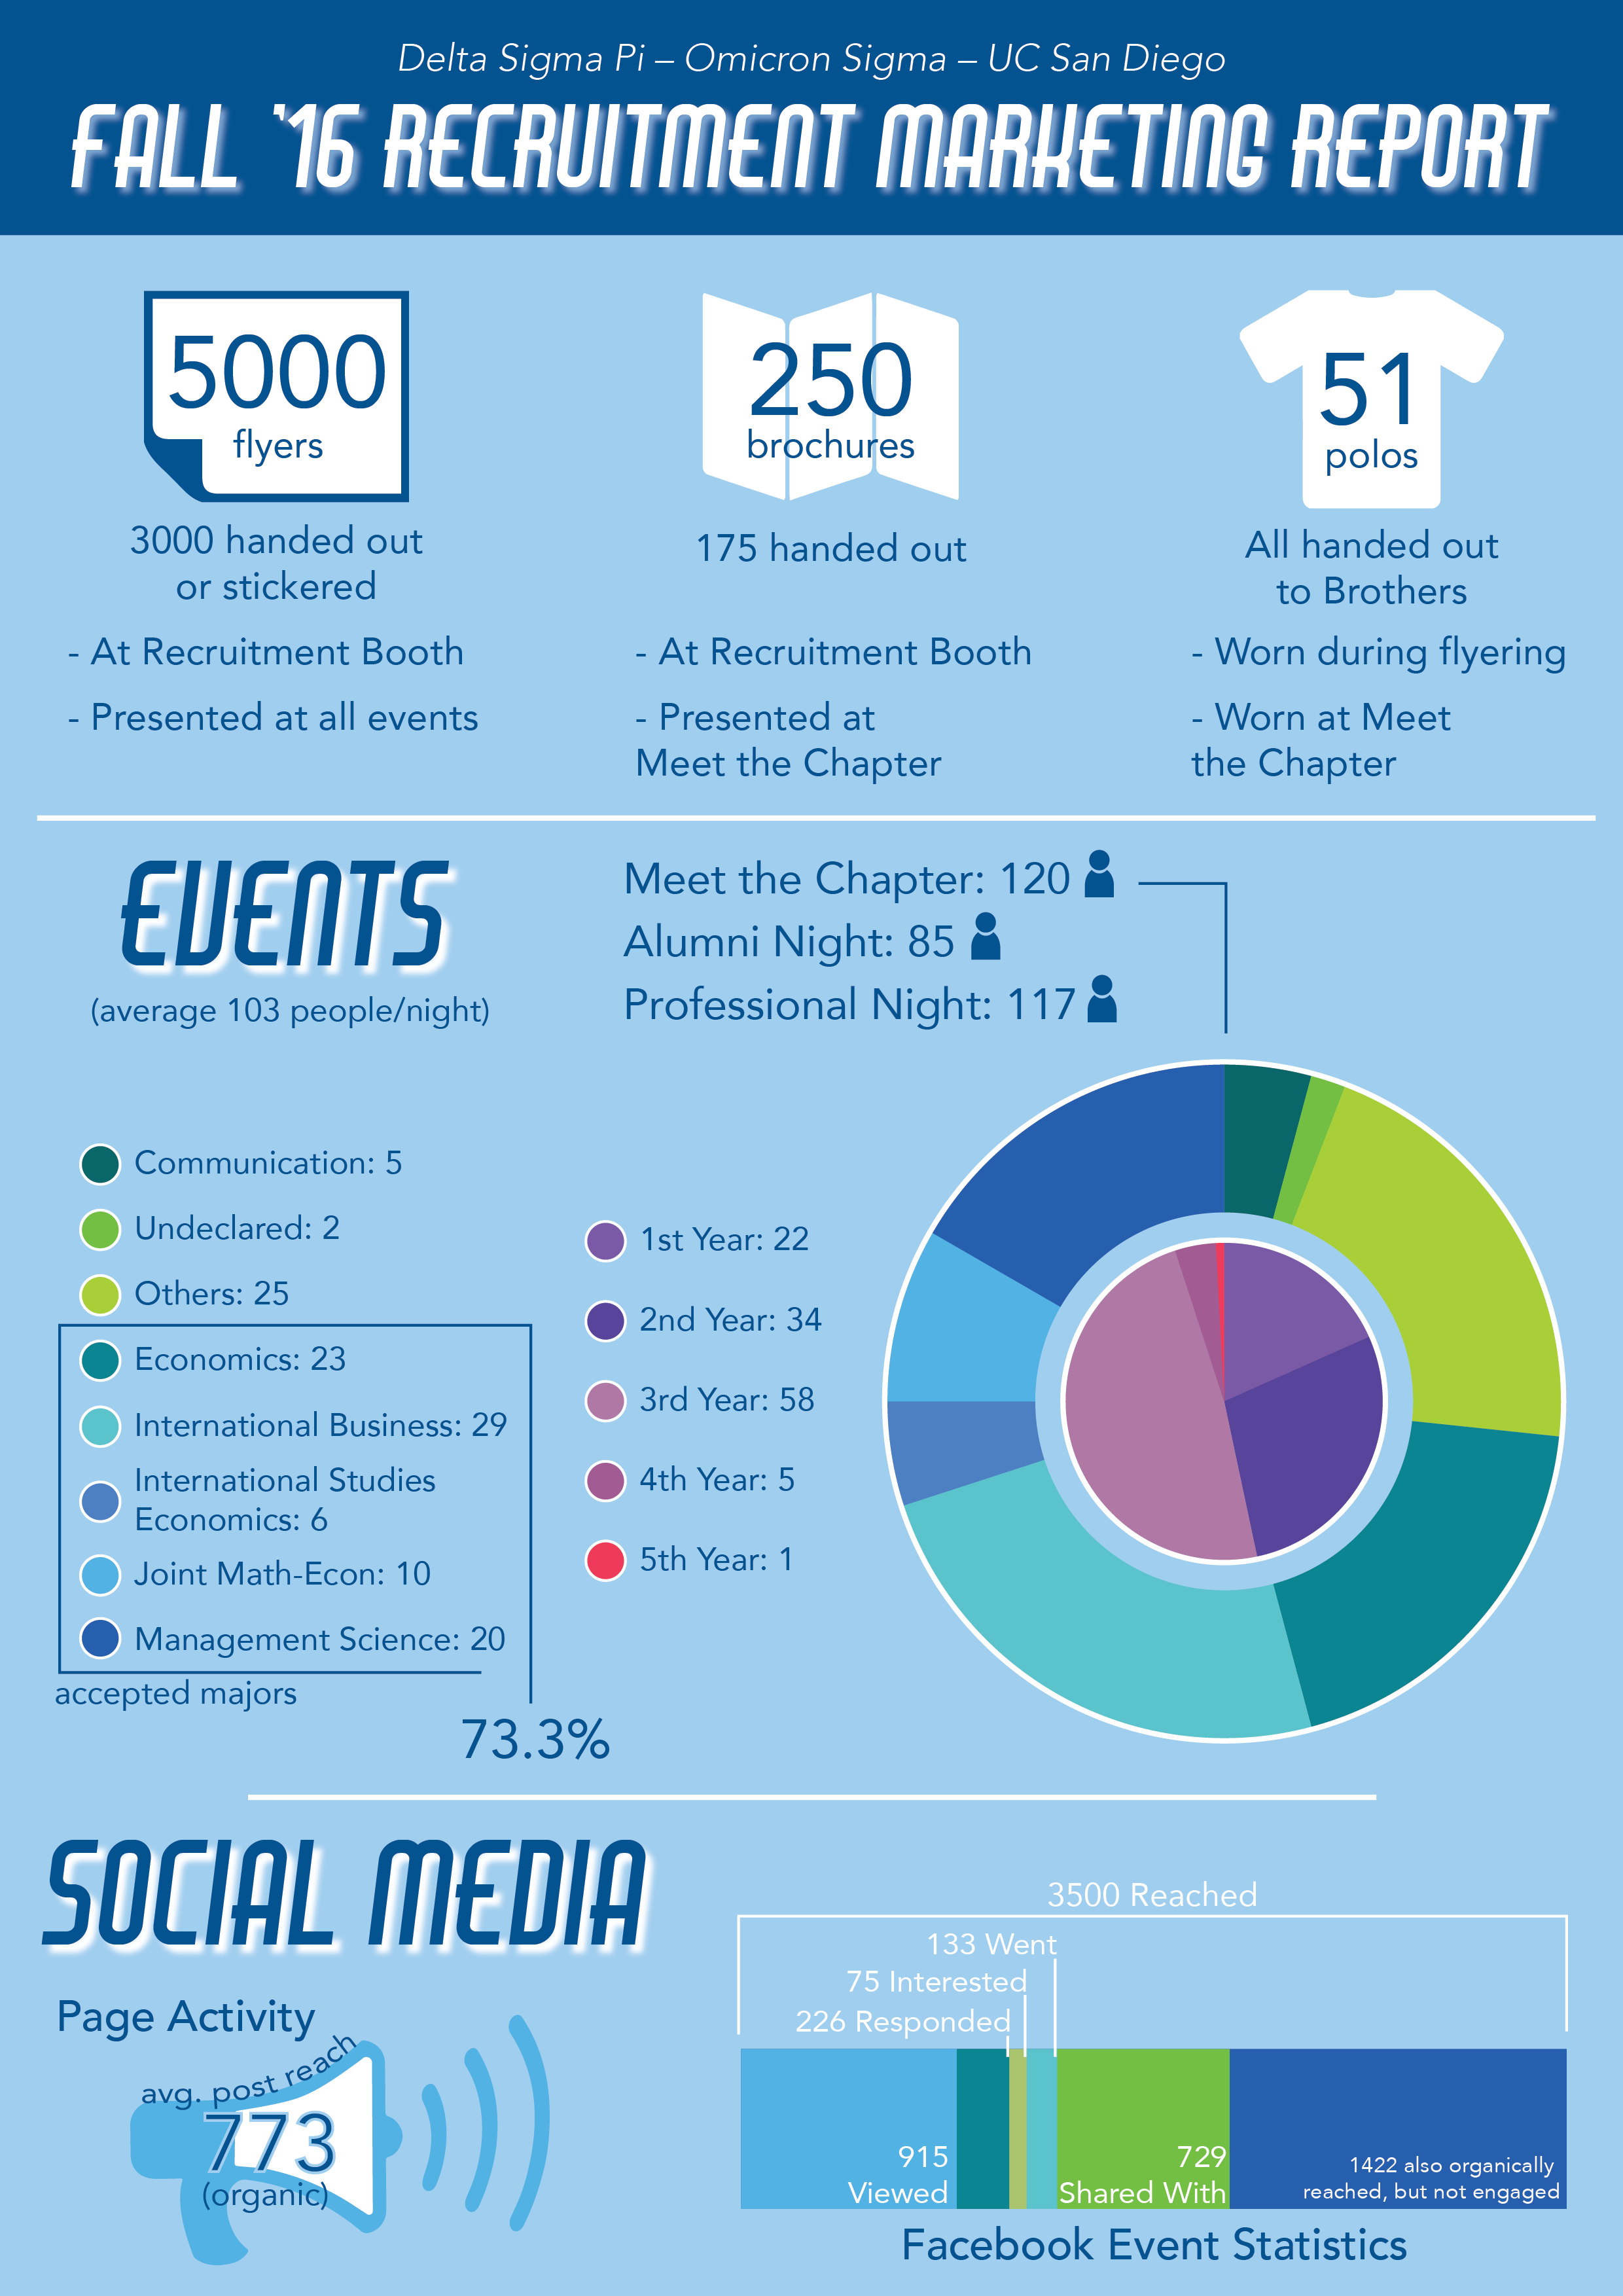 Delta Sigma Pi – Omicron Sigma – UC San Diego
FALL '16 RECRUITMENT MARKETING REPORT
5000
flyers
3000 handed out
or stickered
- At Recruitment Booth
- Presented at all events
250
brochures
175 handed out
- At Recruitment Booth
- Presented at
Meet the Chapter
51
polos
All handed out
to Brothers
- Worn during flyering
- Worn at Meet
the Chapter
EVENTS
(average 103 people/night)
Meet the Chapter: 120
Alumni Night: 85
Professional Night: 117
Communication: 5
Undeclared: 2
Others: 25
Economics: 23
International Business: 29
International Studies
Economics: 6
Joint Math-Econ: 10
Management Science: 20
accepted majors
73.3%
1st Year: 22
2nd Year: 34
3rd Year: 58
4th Year: 5
5th Year: 1
SOCIAL MEDIA
Page Activity
avg. post reach
773
(organic)
3500 Reached
133 Went
75 Interested
226 Responded
915
Viewed
729
Shared With
1422 also organically
reached, but not engaged
Facebook Event Statistics